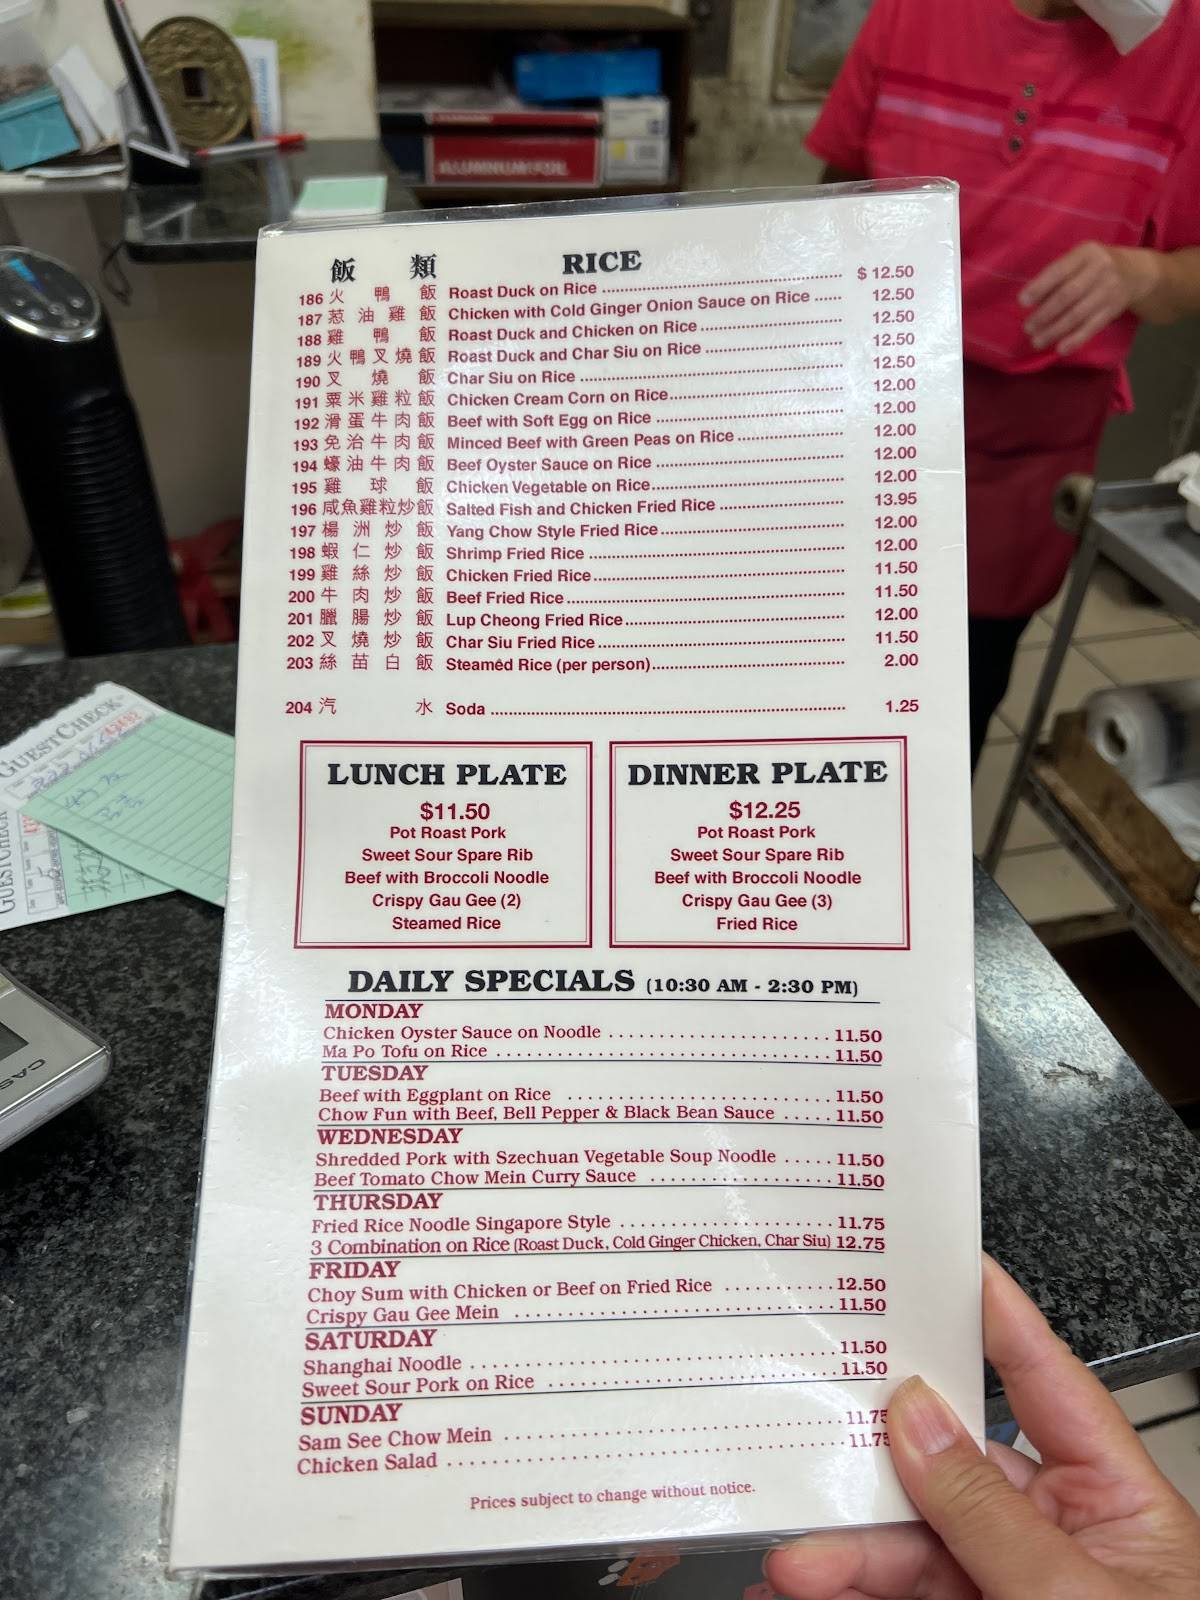 ALUMINUM FOIL
GUEST CHECK
CAS
飯 類 RICE
186 火 鴨 飯 Roast Duck on Rice $ 12.50
187 葱 油 雞 飯 Chicken with Cold Ginger Onion Sauce on Rice 12.50
188 雞 鴨 飯 Roast Duck and Chicken on Rice 12.50
189 火 鴨 叉 燒 飯 Roast Duck and Char Siu on Rice 12.50
190 叉 燒 飯 Char Siu on Rice 12.50
191 粟 米 雞 粒 飯 Chicken Cream Corn on Rice 12.00
192 滑 蛋 牛 肉 飯 Beef with Soft Egg on Rice 12.00
193 免 治 牛 肉 飯 Minced Beef with Green Peas on Rice 12.00
194 蠔 油 牛 肉 飯 Beef Oyster Sauce on Rice 12.00
195 雞 球 飯 Chicken Vegetable on Rice 12.00
196 咸魚雞粒炒飯 Salted Fish and Chicken Fried Rice 13.95
197 楊 洲 炒 飯 Yang Chow Style Fried Rice 12.00
198 蝦 仁 炒 飯 Shrimp Fried Rice 12.00
199 雞 絲 炒 飯 Chicken Fried Rice 11.50
200 牛 肉 炒 飯 Beef Fried Rice 11.50
201 臘 腸 炒 飯 Lup Cheong Fried Rice 12.00
202 叉 燒 炒 飯 Char Siu Fried Rice 11.50
203 絲 苗 白 飯 Steamed Rice (per person) 2.00
204 汽 水 Soda 1.25
LUNCH PLATE
$11.50
Pot Roast Pork
Sweet Sour Spare Rib
Beef with Broccoli Noodle
Crispy Gau Gee (2)
Steamed Rice
DINNER PLATE
$12.25
Pot Roast Pork
Sweet Sour Spare Rib
Beef with Broccoli Noodle
Crispy Gau Gee (3)
Fried Rice
DAILY SPECIALS (10:30 AM - 2:30 PM)
MONDAY
Chicken Oyster Sauce on Noodle 11.50
Ma Po Tofu on Rice 11.50
TUESDAY
Beef with Eggplant on Rice 11.50
Chow Fun with Beef, Bell Pepper & Black Bean Sauce 11.50
WEDNESDAY
Shredded Pork with Szechuan Vegetable Soup Noodle 11.50
Beef Tomato Chow Mein Curry Sauce 11.50
THURSDAY
Fried Rice Noodle Singapore Style 11.75
3 Combination on Rice (Roast Duck, Cold Ginger Chicken, Char Siu) 12.75
FRIDAY
Choy Sum with Chicken or Beef on Fried Rice 12.50
Crispy Gau Gee Mein 11.50
SATURDAY
Shanghai Noodle 11.50
Sweet Sour Pork on Rice 11.50
SUNDAY
Sam See Chow Mein 11.75
Chicken Salad 11.75
Prices subject to change without notice.